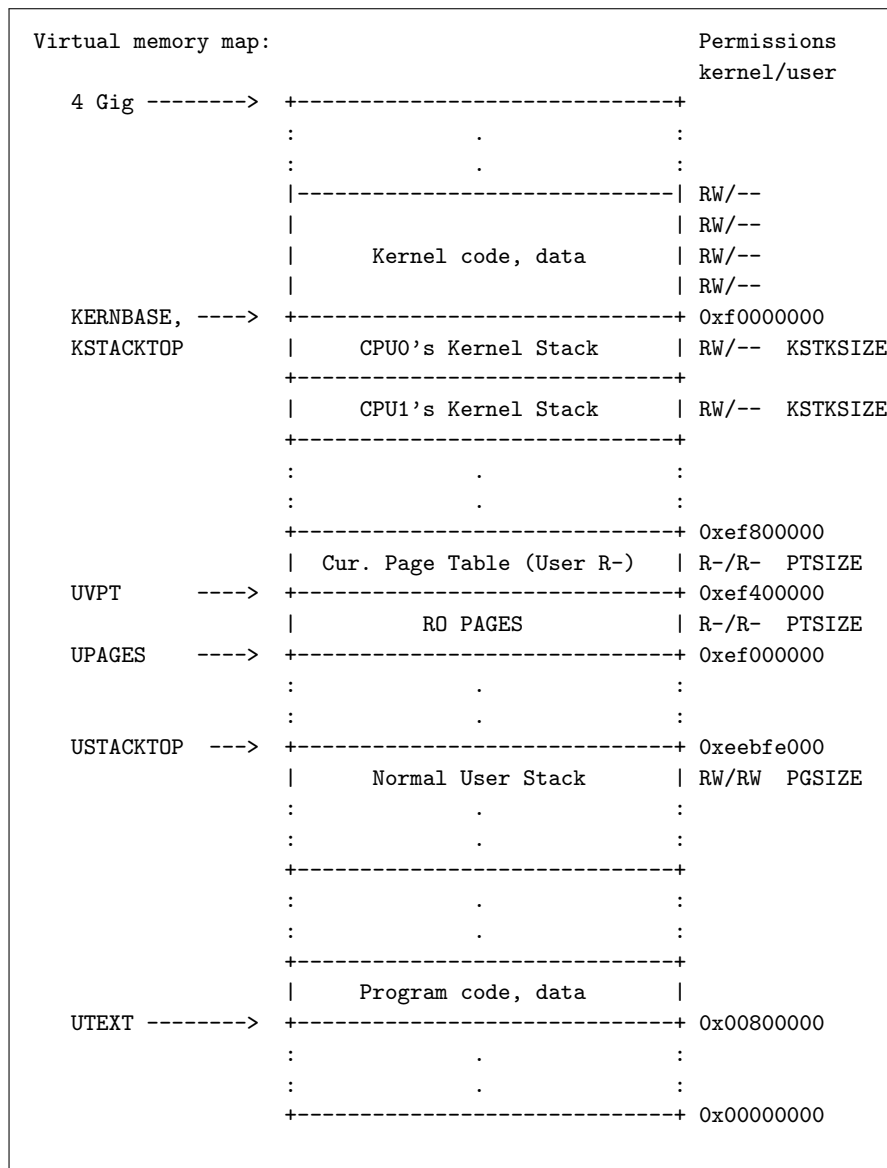 Virtual memory map:                                  Permissions
                                                     kernel/user
   4 Gig -------->  +------------------------------+
                    :              .               :
                    :              .               :
                    |------------------------------| RW/--
                    |                              | RW/--
                    |      Kernel code, data       | RW/--
                    |                              | RW/--
   KERNBASE, ---->  +------------------------------+ 0xf0000000
   KSTACKTOP        |     CPU0's Kernel Stack      | RW/--  KSTKSIZE
                    +------------------------------+
                    |     CPU1's Kernel Stack      | RW/--  KSTKSIZE
                    +------------------------------+
                    :              .               :
                    :              .               :
                    +------------------------------+ 0xef800000
                    |  Cur. Page Table (User R-)   | R-/R-  PTSIZE
   UVPT      ---->  +------------------------------+ 0xef400000
                    |          RO PAGES            | R-/R-  PTSIZE
   UPAGES    ---->  +------------------------------+ 0xef000000
                    :              .               :
                    :              .               :
   USTACKTOP  --->  +------------------------------+ 0xeebfe000
                    |      Normal User Stack       | RW/RW  PGSIZE
                    :              .               :
                    :              .               :
                    +------------------------------+
                    :              .               :
                    :              .               :
                    +------------------------------+
                    |     Program code, data       |
   UTEXT -------->  +------------------------------+ 0x00800000
                    :              .               :
                    :              .               :
                    +------------------------------+ 0x00000000